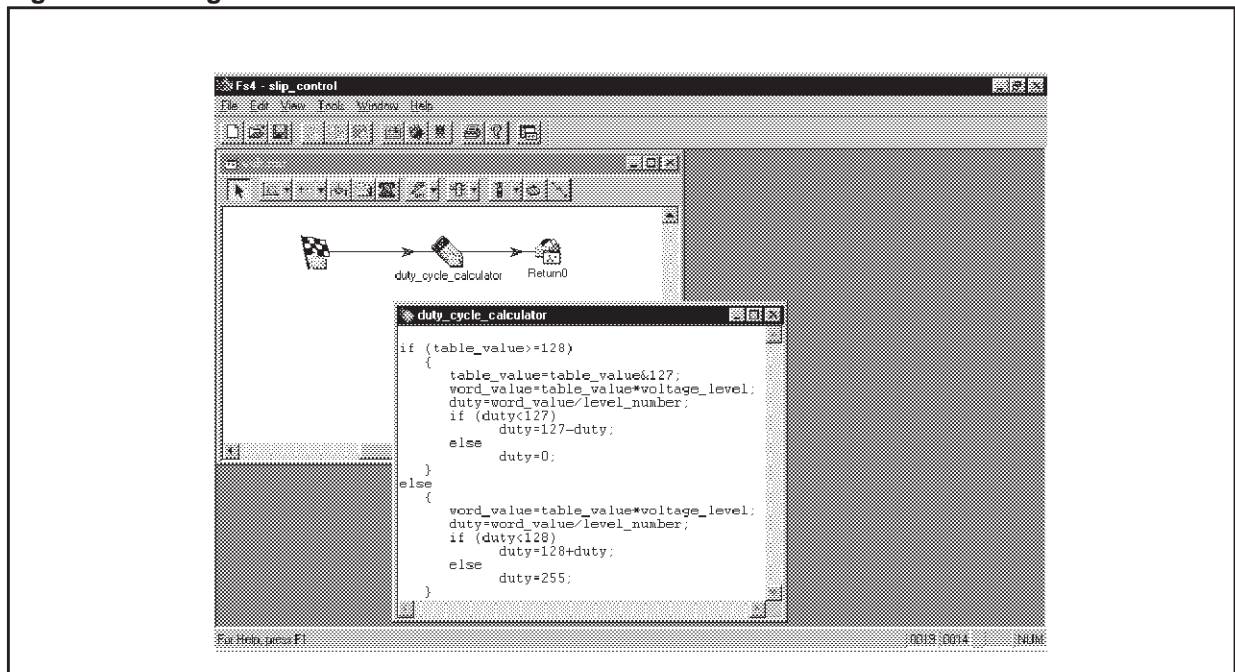 Fs4 - slip_control
File Edit View Tools Window Help
duty_cycle_calculator
Return0
duty_cycle_calculator
if (table_value>=128)
{
table_value=table_value&127;
word_value=table_value*voltage_level;
duty=word_value/level_number;
if (duty<127)
duty=127-duty;
else
duty=0;
}
else
{
word_value=table_value*voltage_level;
duty=word_value/level_number;
if (duty<128)
duty=128+duty;
else
duty=255;
}
For Help, press F1
0019 0014 NUM